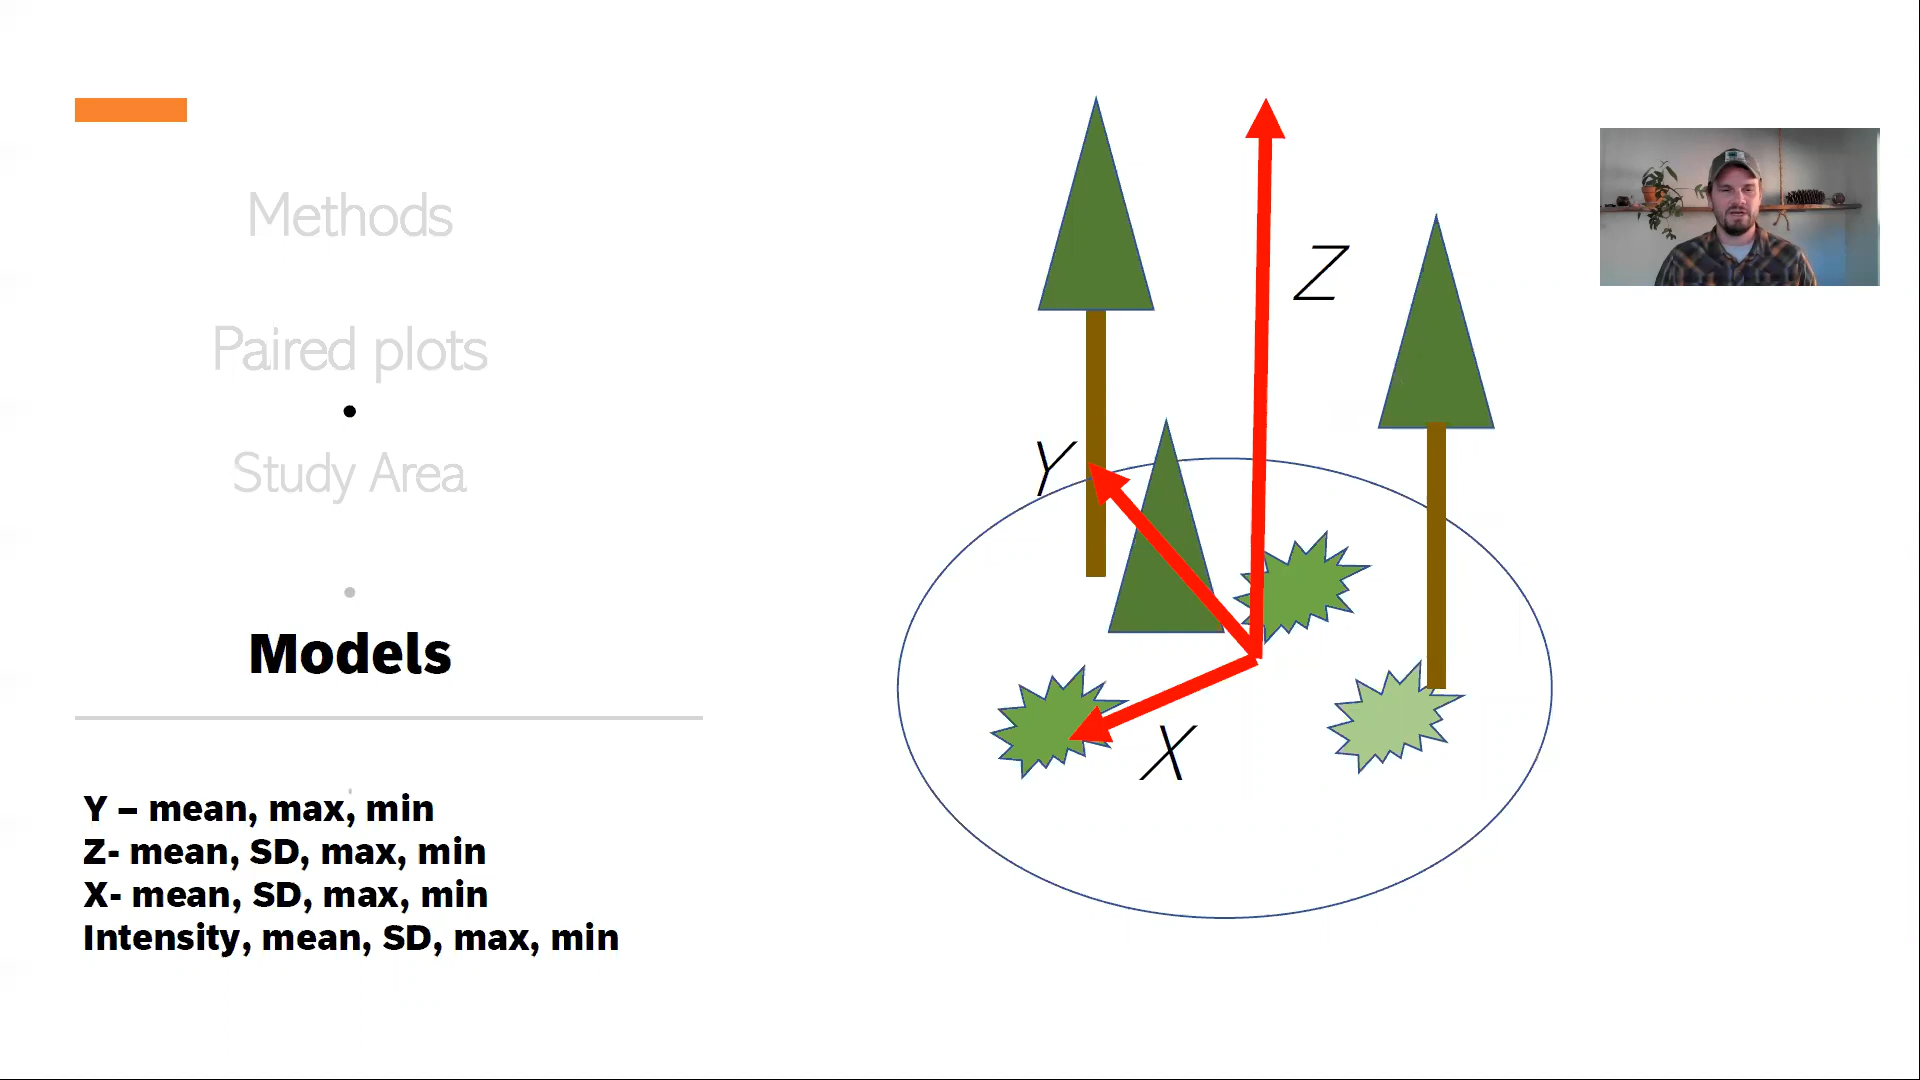 Methods
Paired plots
Study Area
Models
Y – mean, max, min
Z- mean, SD, max, min
X- mean, SD, max, min
Intensity, mean, SD, max, min
Z
Y
X